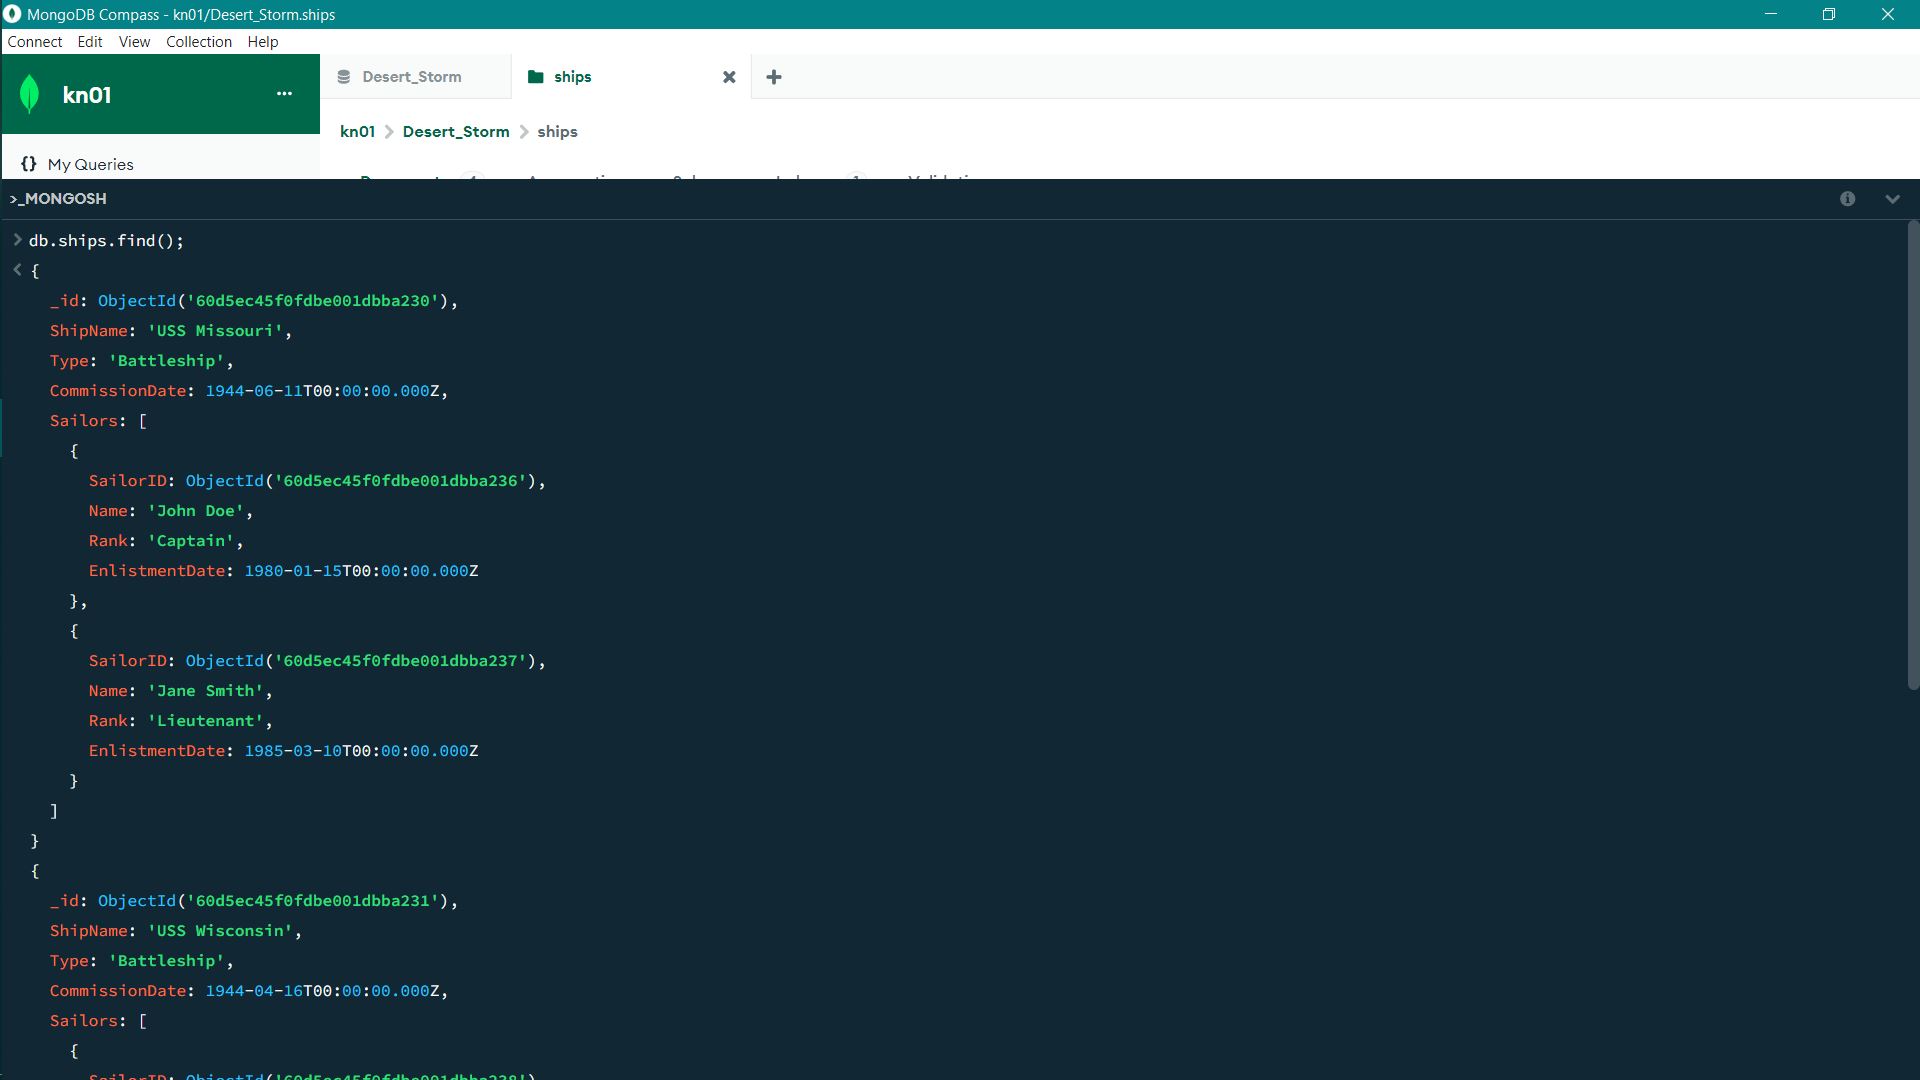 MongoDB Compass - kn01/Desert_Storm.ships
Connect Edit View Collection Help
kn01 ...
Desert_Storm
ships
kn01 > Desert_Storm > ships
{} My Queries
>_MONGOSH
> db.ships.find();
< {
_id: ObjectId('60d5ec45f0fdbe001dbba230'),
ShipName: 'USS Missouri',
Type: 'Battleship',
CommissionDate: 1944-06-11T00:00:00.000Z,
Sailors: [
{
SailorID: ObjectId('60d5ec45f0fdbe001dbba236'),
Name: 'John Doe',
Rank: 'Captain',
EnlistmentDate: 1980-01-15T00:00:00.000Z
},
{
SailorID: ObjectId('60d5ec45f0fdbe001dbba237'),
Name: 'Jane Smith',
Rank: 'Lieutenant',
EnlistmentDate: 1985-03-10T00:00:00.000Z
}
]
}
{
_id: ObjectId('60d5ec45f0fdbe001dbba231'),
ShipName: 'USS Wisconsin',
Type: 'Battleship',
CommissionDate: 1944-04-16T00:00:00.000Z,
Sailors: [
{
SailorID: ObjectId('60d5ec45f0fdbe001dbba238'),